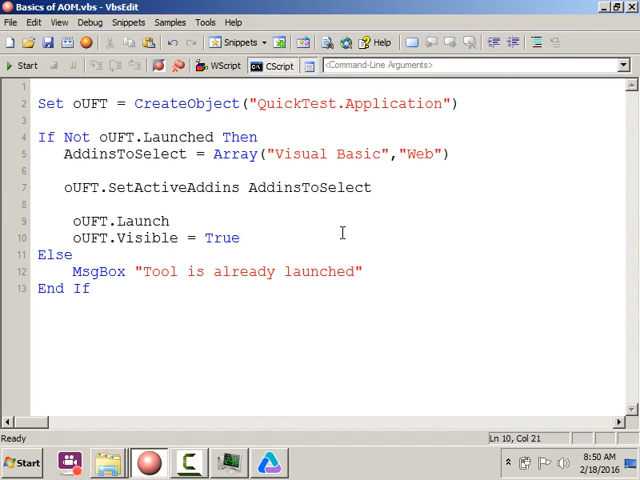 Basics of AOM.vbs - VbsEdit
File Edit View Debug Snippets Samples Tools Help
Snippets Help
Start WScript CScript <Command-Line Arguments>
1
2 Set oUFT = CreateObject("QuickTest.Application")
3
4 If Not oUFT.Launched Then
5 AddinsToSelect = Array("Visual Basic","Web")
6
7 oUFT.SetActiveAddins AddinsToSelect
8
9 oUFT.Launch
10 oUFT.Visible = True
11 Else
12 MsgBox "Tool is already launched"
13 End If
Ready Ln 10, Col 21
Start 8:50 AM
2/18/2016